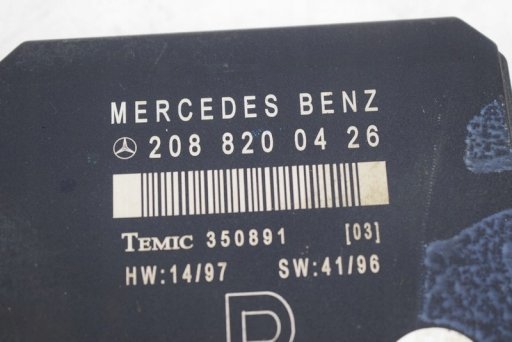 MERCEDES BENZ
208 820 04 26
TEMIC 350891 [03]
HW:14/97 SW:41/96